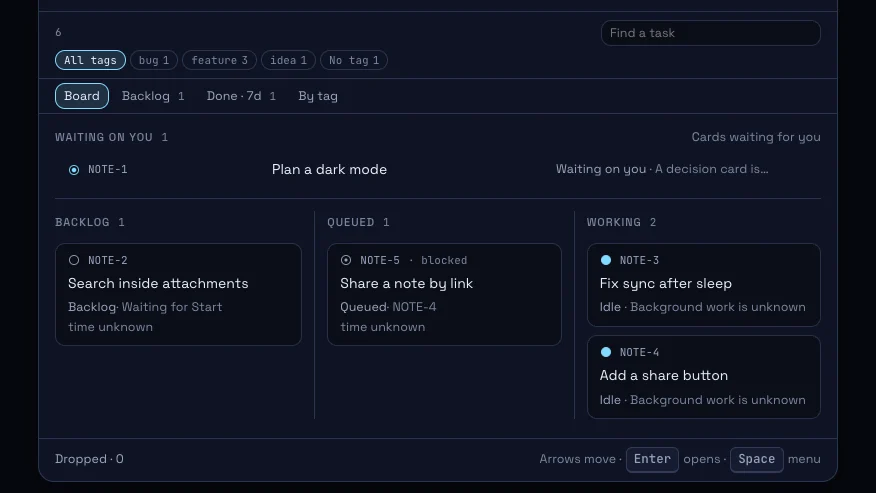 6
Find a task
All tags bug 1 feature 3 idea 1 No tag 1
Board Backlog 1 Done · 7d 1 By tag
WAITING ON YOU 1 Cards waiting for you
NOTE-1 Plan a dark mode Waiting on you · A decision card is…
BACKLOG 1
NOTE-2
Search inside attachments
Backlog· Waiting for Start
time unknown
QUEUED 1
NOTE-5 · blocked
Share a note by link
Queued· NOTE-4
time unknown
WORKING 2
NOTE-3
Fix sync after sleep
Idle · Background work is unknown
NOTE-4
Add a share button
Idle · Background work is unknown
Dropped · 0 Arrows move · Enter opens · Space menu